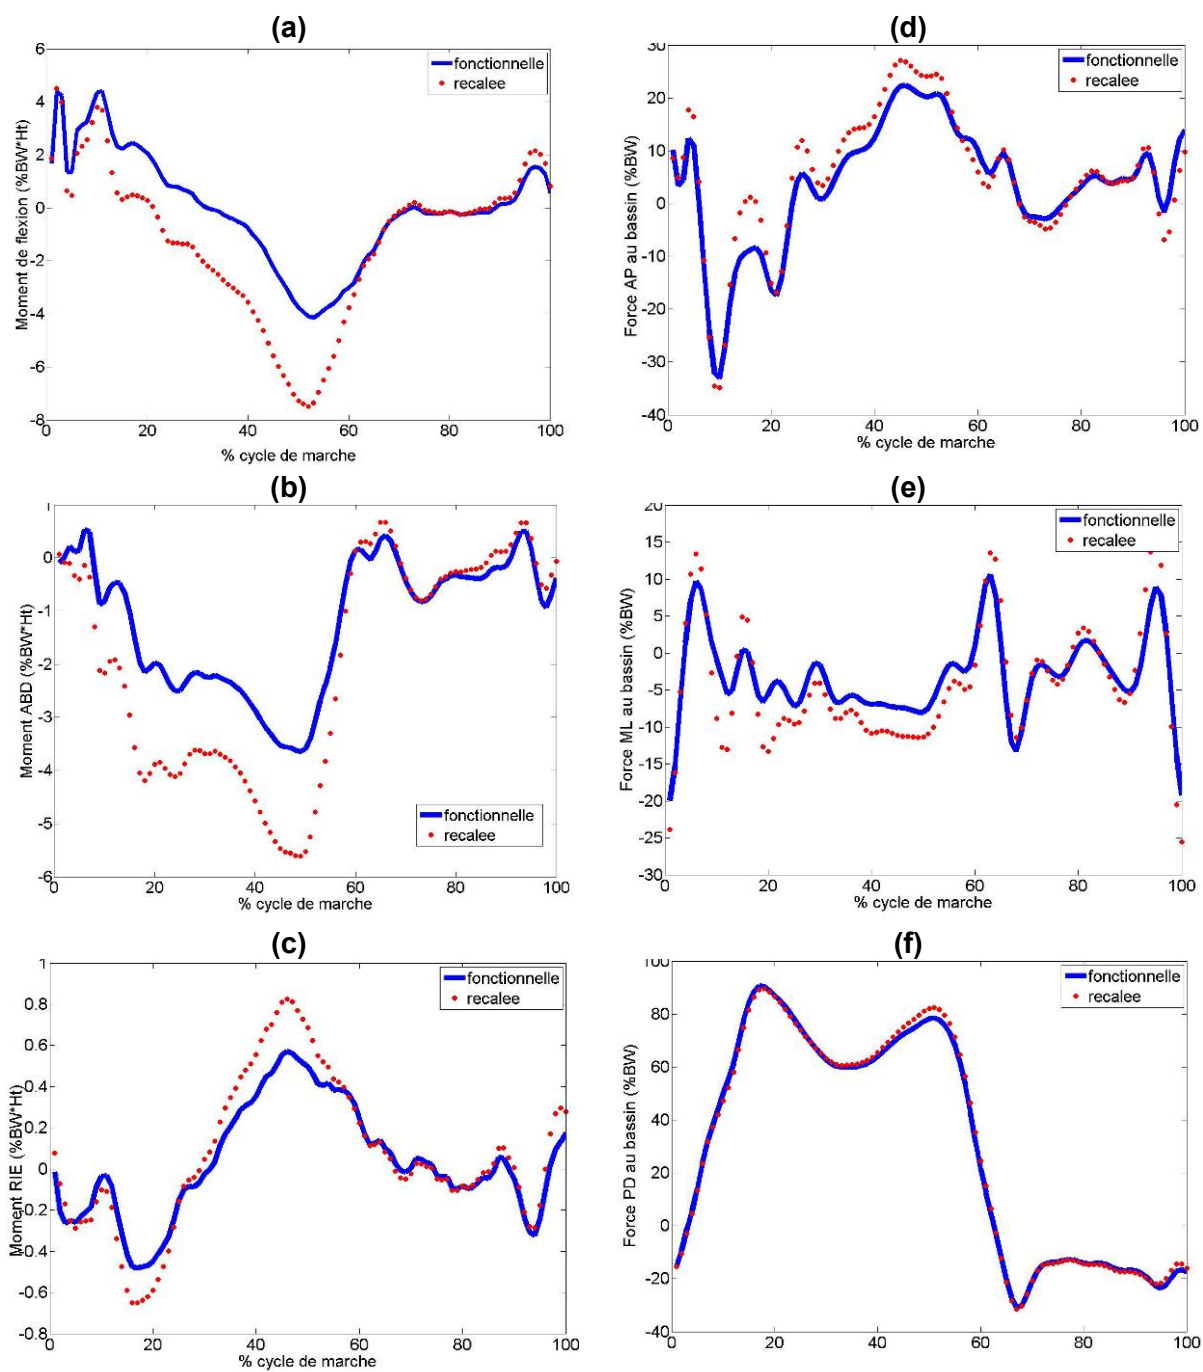 (a)
6
4
2
0
-2
-4
-6
-8
0 20 40 60 80 100
Moment de flexion (%BW*Ht)
% cycle de marche
fonctionnelle
recalee
(d)
30
20
10
0
-10
-20
-30
-40
0 20 40 60 80 100
Force AP au bassin (%BW)
% cycle de marche
fonctionnelle
recalee
(b)
1
0
-1
-2
-3
-4
-5
-6
0 20 40 60 80 100
Moment ABD (%BW*Ht)
% cycle de marche
fonctionnelle
recalee
(e)
20
15
10
5
0
-5
-10
-15
-20
-25
-30
0 20 40 60 80 100
Force ML au bassin (%BW)
% cycle de marche
fonctionnelle
recalee
(c)
1
0.8
0.6
0.4
0.2
0
-0.2
-0.4
-0.6
-0.8
0 20 40 60 80 100
Moment RIE (%BW*Ht)
% cycle de marche
fonctionnelle
recalee
(f)
100
80
60
40
20
0
-20
-40
0 20 40 60 80 100
Force PD au bassin (%BW)
% cycle de marche
fonctionnelle
recalee